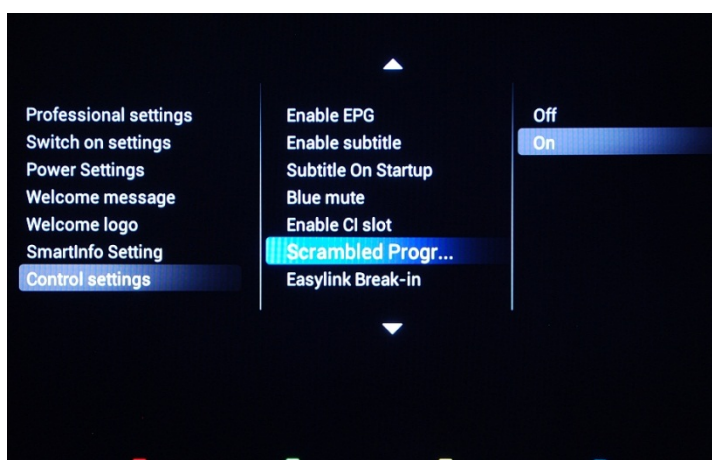 Professional settings
Switch on settings
Power Settings
Welcome message
Welcome logo
SmartInfo Setting
Control settings
Enable EPG
Enable subtitle
Subtitle On Startup
Blue mute
Enable CI slot
Scrambled Progr...
Easylink Break-in
Off
On